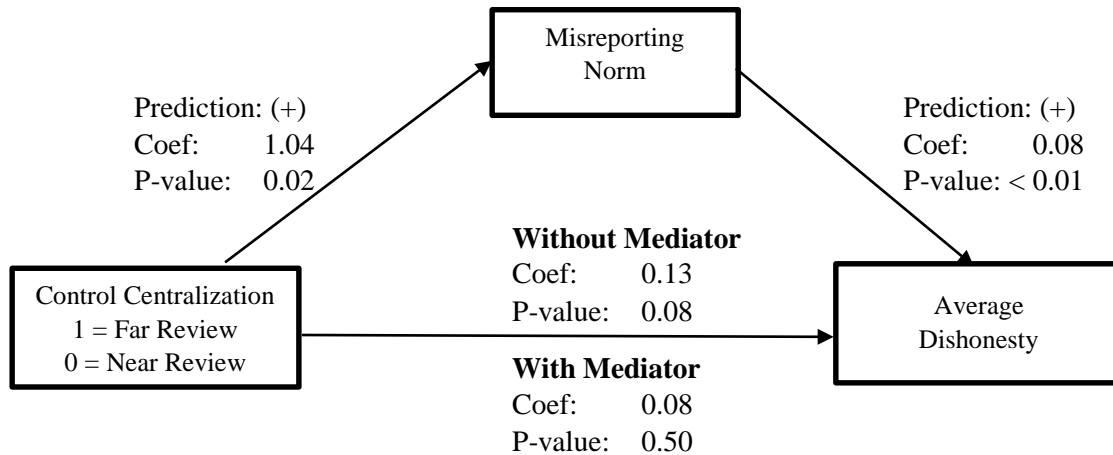 Misreporting
Norm
Prediction: (+)
Coef: 1.04
P-value: 0.02
Prediction: (+)
Coef: 0.08
P-value: < 0.01
Without Mediator
Coef: 0.13
P-value: 0.08
Control Centralization
1 = Far Review
0 = Near Review
Average
Dishonesty
With Mediator
Coef: 0.08
P-value: 0.50